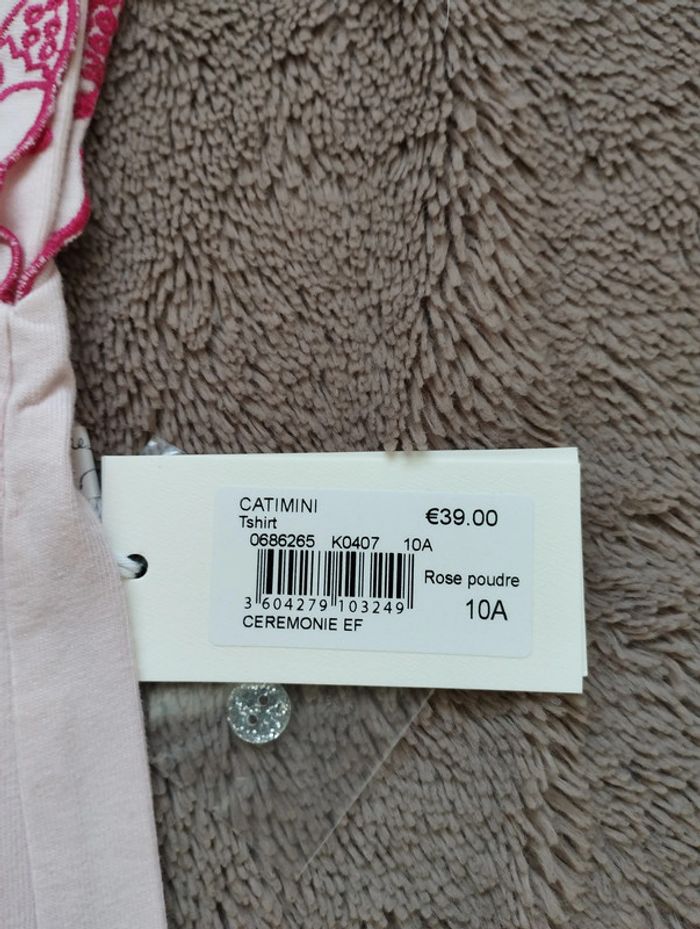 CATIMINI
€39.00
Tshirt
0686265 K0407 10A
Rose poudre
3 604279 103249
10A
CEREMONIE EF